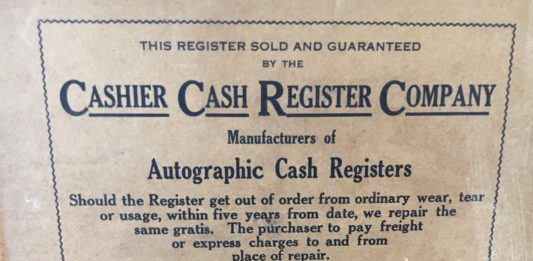 THIS REGISTER SOLD AND GUARANTEED
BY THE
CASHIER CASH REGISTER COMPANY
Manufacturers of
Autographic Cash Registers
Should the Register get out of order from ordinary wear, tear
or usage, within five years from date, we repair the
same gratis. The purchaser to pay freight
or express charges to and from
place of repair.